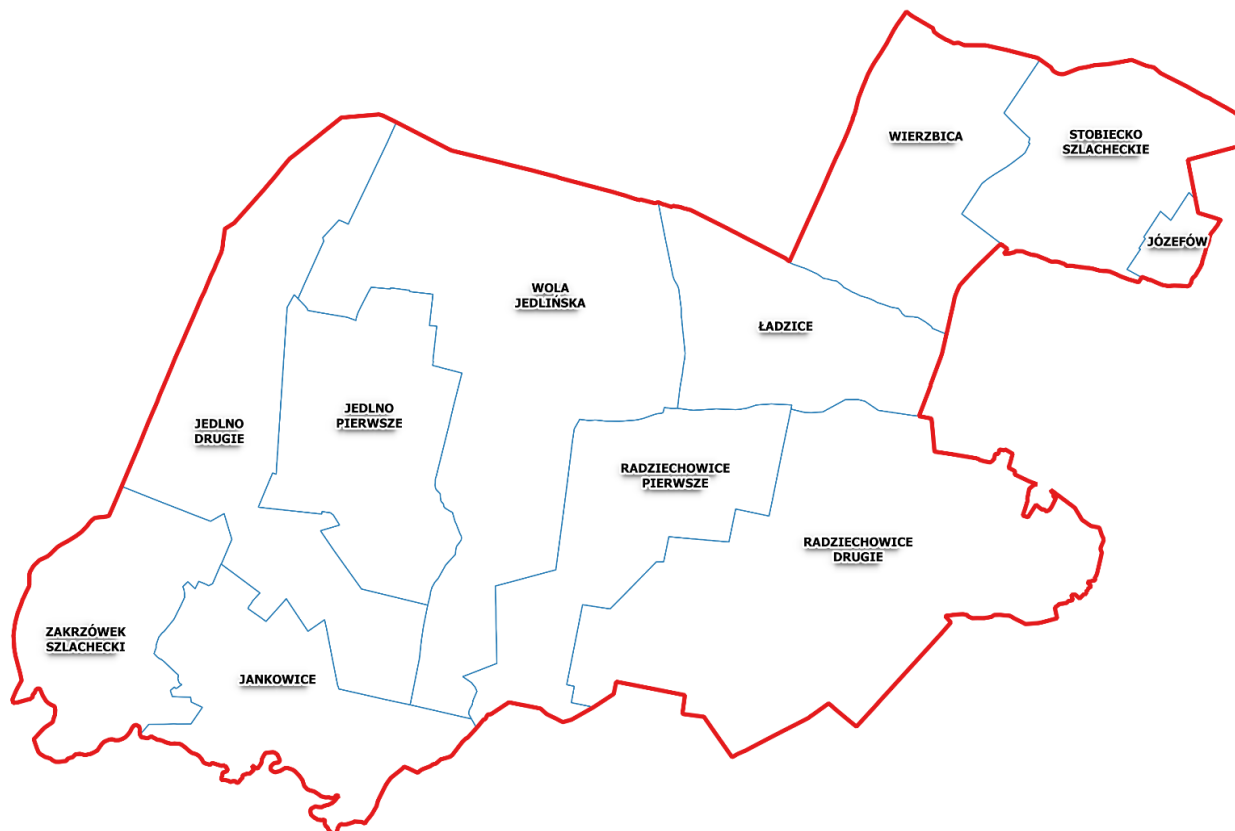 WIERZBICA
STOBIECKO
SZLACHECKIE
JÓZEFÓW
WOLA
JEDLIŃSKA
ŁADZICE
JEDLNO
PIERWSZE
JEDLNO
DRUGIE
RADZIECHOWICE
PIERWSZE
RADZIECHOWICE
DRUGIE
ZAKRZÓWEK
SZLACHECKI
JANKOWICE